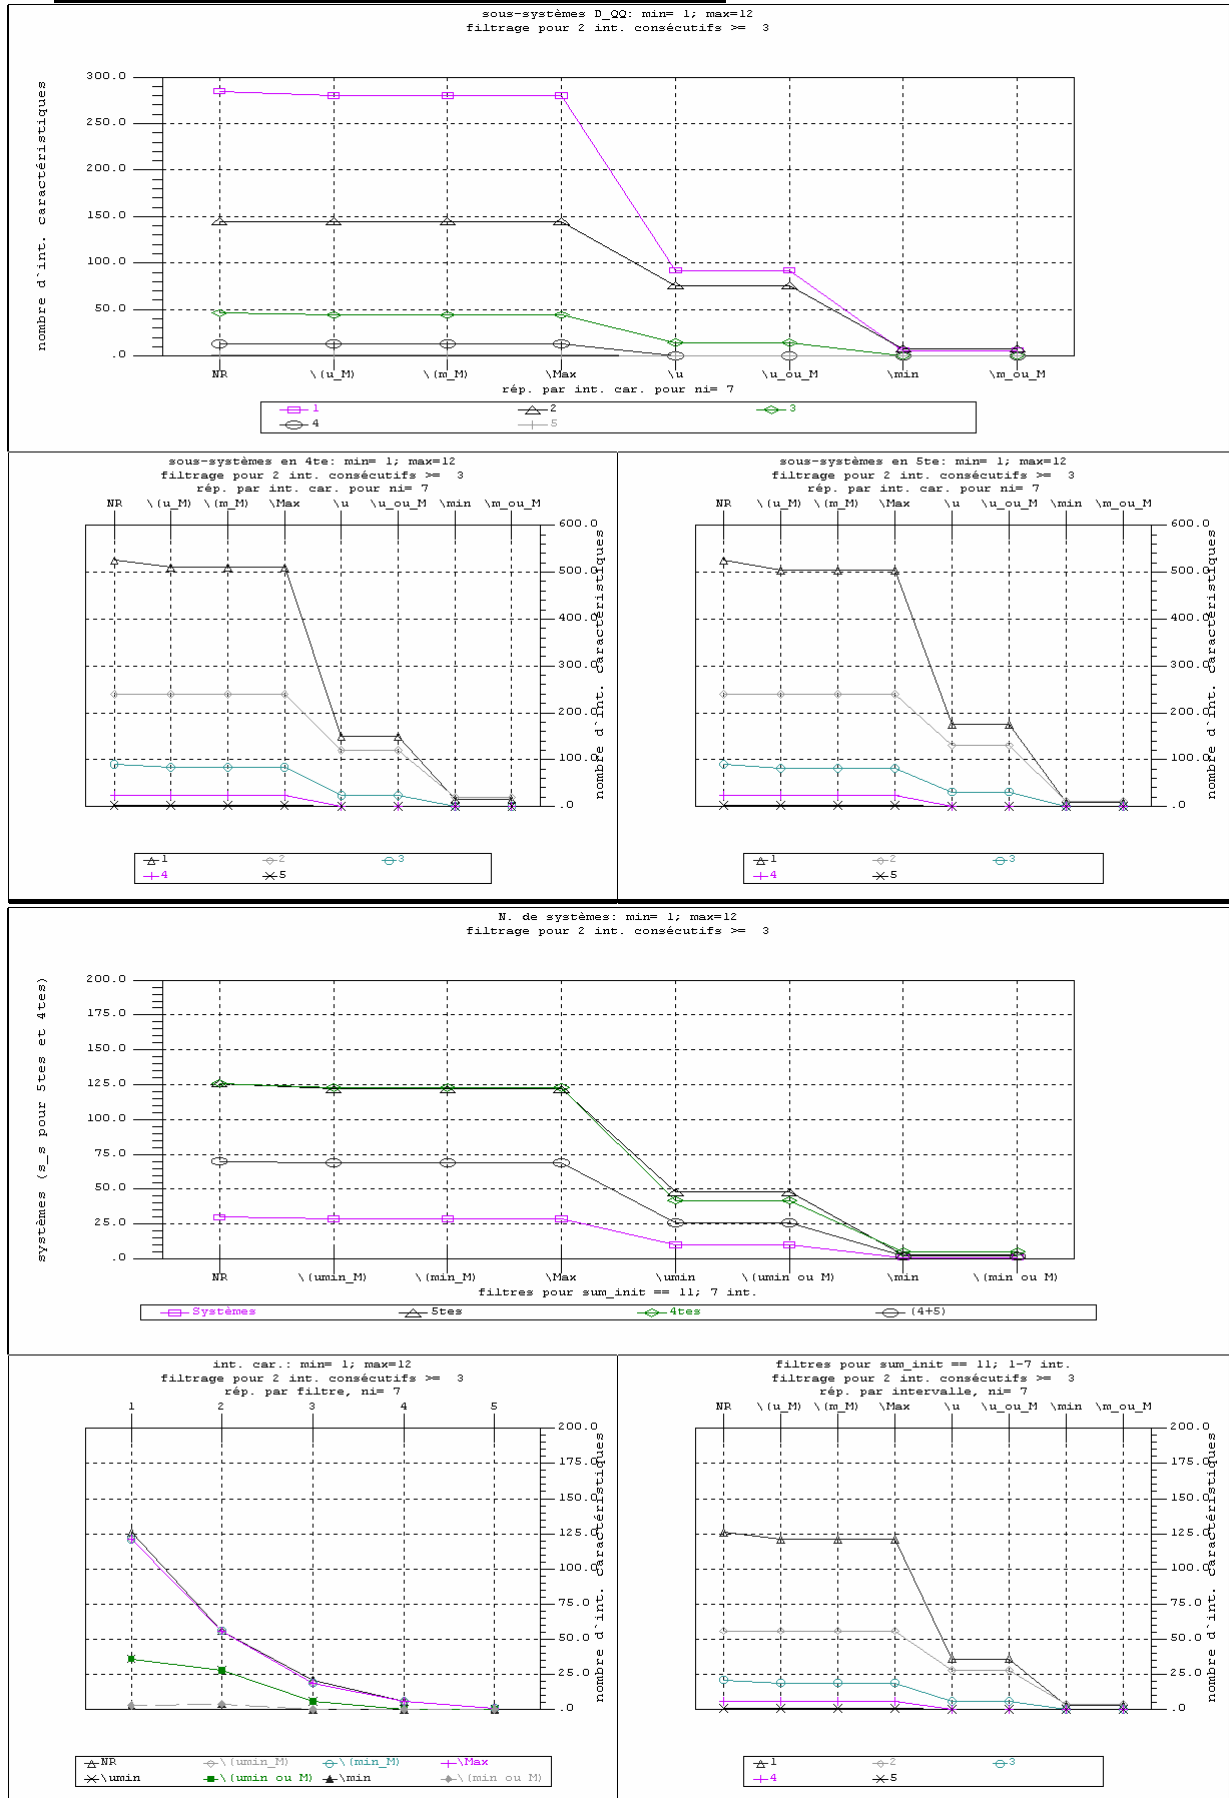 sous-systèmes D_QQ: min= 1; max=12
filtrage pour 2 int. consécutifs >=  3
nombre d`int. caractéristiques
300.0
250.0
200.0
150.0
100.0
50.0
.0
NR \(u_M) \(m_M) \Max \u \u_ou_M \min \m_ou_M
rép. par int. car. pour ni= 7
1 2 3
4 5
sous-systèmes en 4te: min= 1; max=12
filtrage pour 2 int. consécutifs >=  3
rép. par int. car. pour ni= 7
NR \(u_M) \(m_M) \Max \u \u_ou_M \min \m_ou_M
600.0
500.0
400.0
300.0
200.0
100.0
.0
nombre d`int. caractéristiques
1 2 3
4 5
sous-systèmes en 5te: min= 1; max=12
filtrage pour 2 int. consécutifs >=  3
rép. par int. car. pour ni= 7
NR \(u_M) \(m_M) \Max \u \u_ou_M \min \m_ou_M
600.0
500.0
400.0
300.0
200.0
100.0
.0
nombre d`int. caractéristiques
1 2 3
4 5
N. de systèmes: min= 1; max=12
filtrage pour 2 int. consécutifs >=  3
systèmes (s_s pour 5tes et 4tes)
200.0
175.0
150.0
125.0
100.0
75.0
50.0
25.0
.0
NR \(umin_M) \(min_M) \Max \umin \(umin ou M) \min \(min ou M)
filtres pour sum_init == 11; 7 int.
Systèmes 5tes 4tes (4+5)
int. car.: min= 1; max=12
filtrage pour 2 int. consécutifs >=  3
rép. par filtre, ni= 7
1 2 3 4 5
200.0
175.0
150.0
125.0
100.0
75.0
50.0
25.0
.0
nombre d`int. caractéristiques
NR \(umin_M) \(min_M) \Max
\umin \(umin ou M) \min \(min ou M)
filtres pour sum_init == 11; 1-7 int.
filtrage pour 2 int. consécutifs >=  3
rép. par intervalle, ni= 7
NR \(u_M) \(m_M) \Max \u \u_ou_M \min \m_ou_M
200.0
175.0
150.0
125.0
100.0
75.0
50.0
25.0
.0
nombre d`int. caractéristiques
1 2 3
4 5